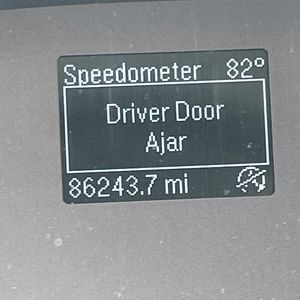 Speedometer 82°
Driver Door
Ajar
86243.7 mi